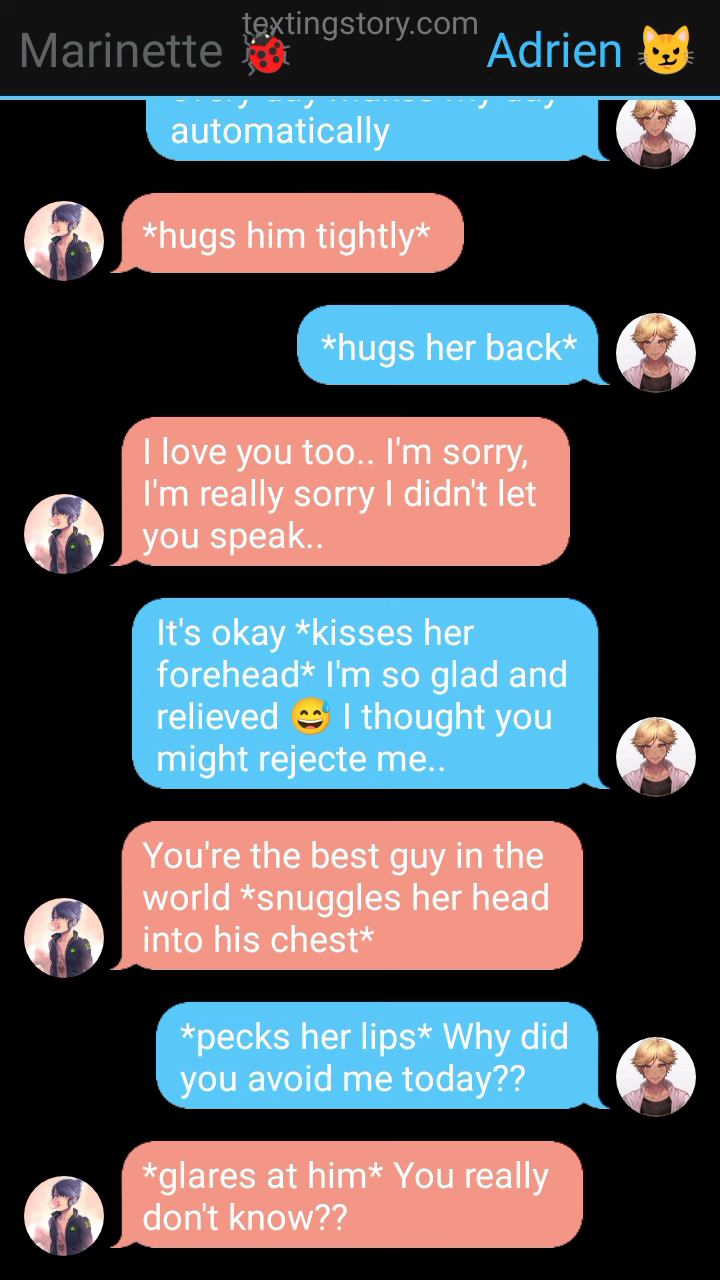 textingstory.com
Marinette 🐞 Adrien 😼
automatically
*hugs him tightly*
*hugs her back*
I love you too.. I'm sorry,
I'm really sorry I didn't let
you speak..
It's okay *kisses her
forehead* I'm so glad and
relieved 😅 I thought you
might rejecte me..
You're the best guy in the
world *snuggles her head
into his chest*
*pecks her lips* Why did
you avoid me today??
*glares at him* You really
don't know??